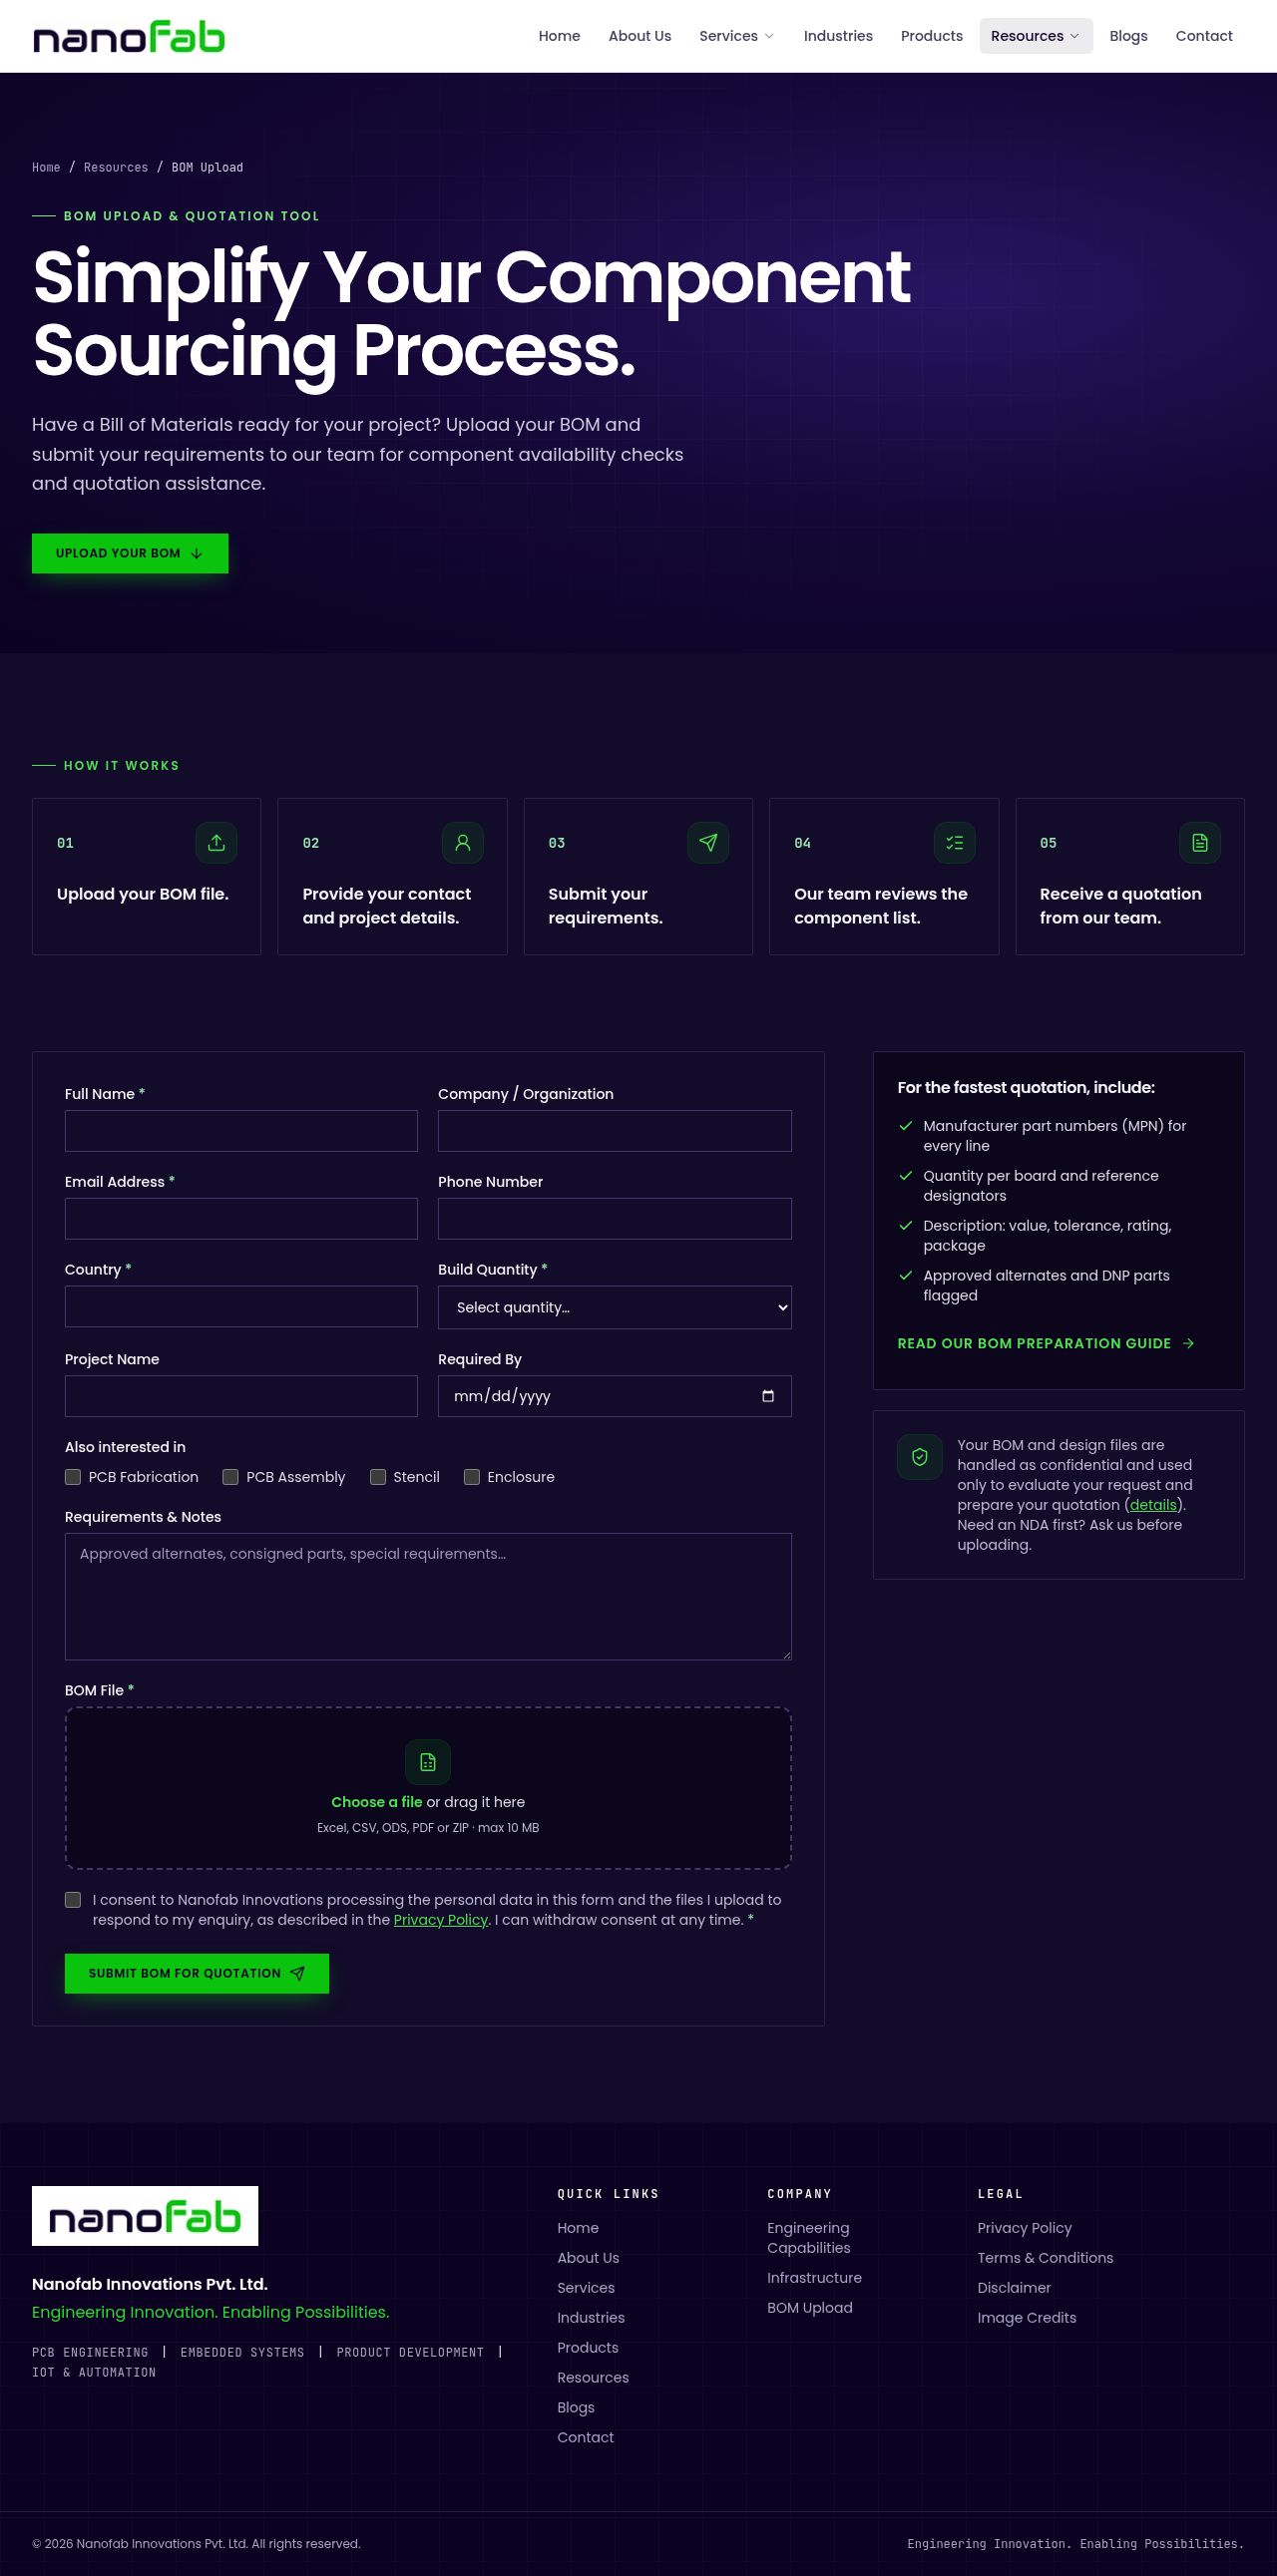 nanoFab
Home About Us Services Industries Products Resources Blogs Contact
Home / Resources / BOM Upload
BOM UPLOAD & QUOTATION TOOL
Simplify Your Component
Sourcing Process.
Have a Bill of Materials ready for your project? Upload your BOM and
submit your requirements to our team for component availability checks
and quotation assistance.
UPLOAD YOUR BOM
HOW IT WORKS
01
Upload your BOM file.
02
Provide your contact
and project details.
03
Submit your
requirements.
04
Our team reviews the
component list.
05
Receive a quotation
from our team.
Full Name *
Company / Organization
Email Address *
Phone Number
Country *
Build Quantity *
Select quantity...
Project Name
Required By
mm/dd/yyyy
Also interested in
PCB Fabrication PCB Assembly Stencil Enclosure
Requirements & Notes
Approved alternates, consigned parts, special requirements...
BOM File *
Choose a file or drag it here
Excel, CSV, ODS, PDF or ZIP · max 10 MB
I consent to Nanofab Innovations processing the personal data in this form and the files I upload to
respond to my enquiry, as described in the Privacy Policy. I can withdraw consent at any time. *
SUBMIT BOM FOR QUOTATION
For the fastest quotation, include:
Manufacturer part numbers (MPN) for
every line
Quantity per board and reference
designators
Description: value, tolerance, rating,
package
Approved alternates and DNP parts
flagged
READ OUR BOM PREPARATION GUIDE
Your BOM and design files are
handled as confidential and used
only to evaluate your request and
prepare your quotation (details).
Need an NDA first? Ask us before
uploading.
nanoFab
Nanofab Innovations Pvt. Ltd.
Engineering Innovation. Enabling Possibilities.
PCB ENGINEERING | EMBEDDED SYSTEMS | PRODUCT DEVELOPMENT |
IOT & AUTOMATION
QUICK LINKS
Home
About Us
Services
Industries
Products
Resources
Blogs
Contact
COMPANY
Engineering
Capabilities
Infrastructure
BOM Upload
LEGAL
Privacy Policy
Terms & Conditions
Disclaimer
Image Credits
© 2026 Nanofab Innovations Pvt. Ltd. All rights reserved.
Engineering Innovation. Enabling Possibilities.